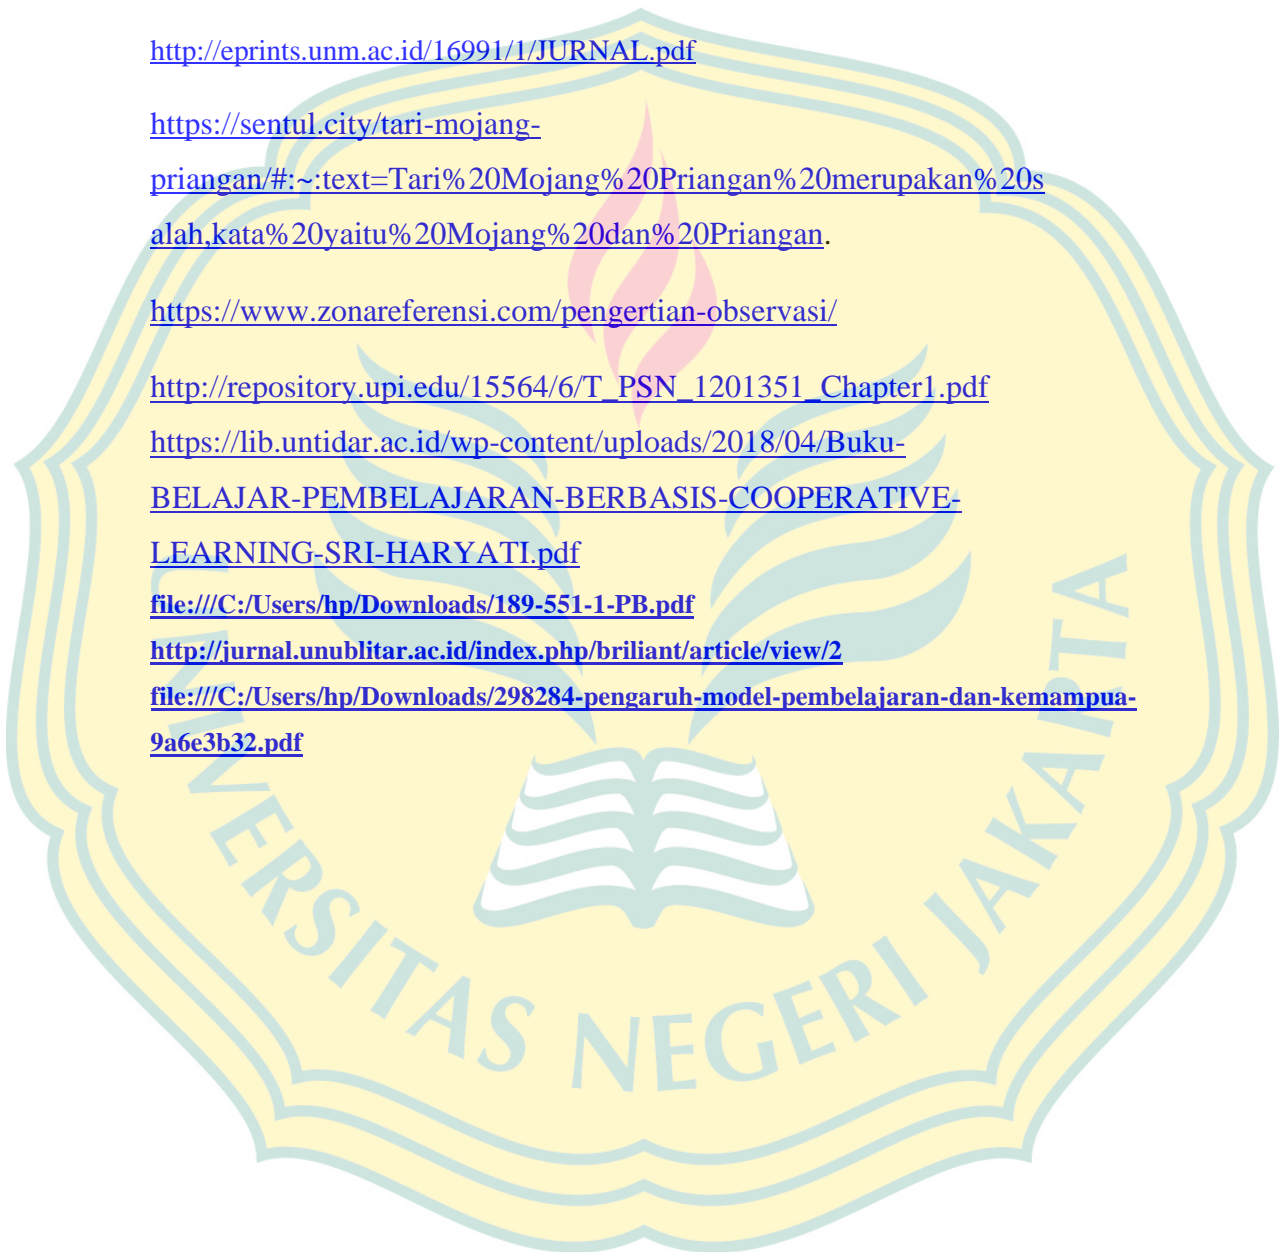 http://eprints.unm.ac.id/16991/1/JURNAL.pdf
https://sentul.city/tari-mojang-
priangan/#:~:text=Tari%20Mojang%20Priangan%20merupakan%20s
alah,kata%20yaitu%20Mojang%20dan%20Priangan.
https://www.zonareferensi.com/pengertian-observasi/
http://repository.upi.edu/15564/6/T_PSN_1201351_Chapter1.pdf
https://lib.untidar.ac.id/wp-content/uploads/2018/04/Buku-
BELAJAR-PEMBELAJARAN-BERBASIS-COOPERATIVE-
LEARNING-SRI-HARYATI.pdf
file:///C:/Users/hp/Downloads/189-551-1-PB.pdf
http://jurnal.unublitar.ac.id/index.php/briliant/article/view/2
file:///C:/Users/hp/Downloads/298284-pengaruh-model-pembelajaran-dan-kemampua-
9a6e3b32.pdf
UNIVERSITAS NEGERI JAKARTA